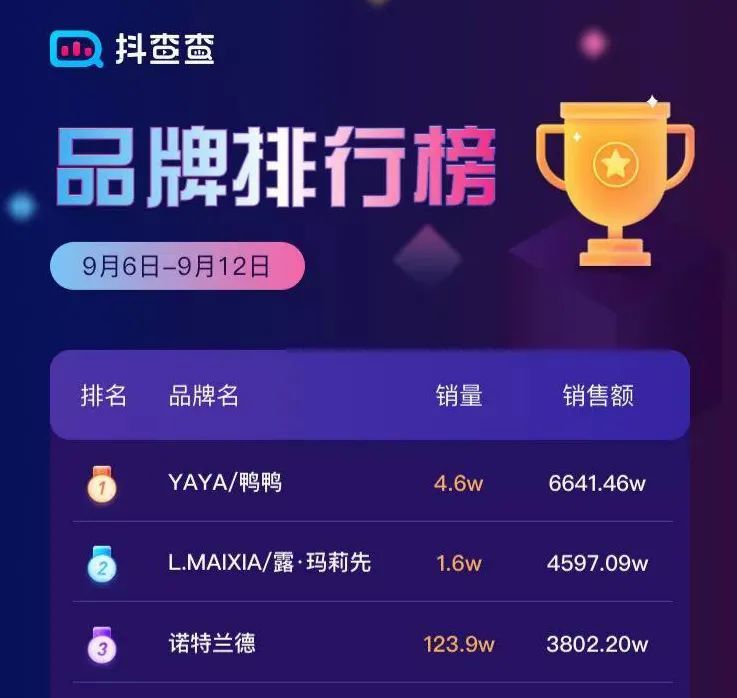 抖查查
品牌排行榜
9月6日-9月12日
排名 品牌名 销量 销售额
1 YAYA/鸭鸭 4.6w 6641.46w
2 L.MAIXIA/露·玛莉先 1.6w 4597.09w
3 诺特兰德 123.9w 3802.20w